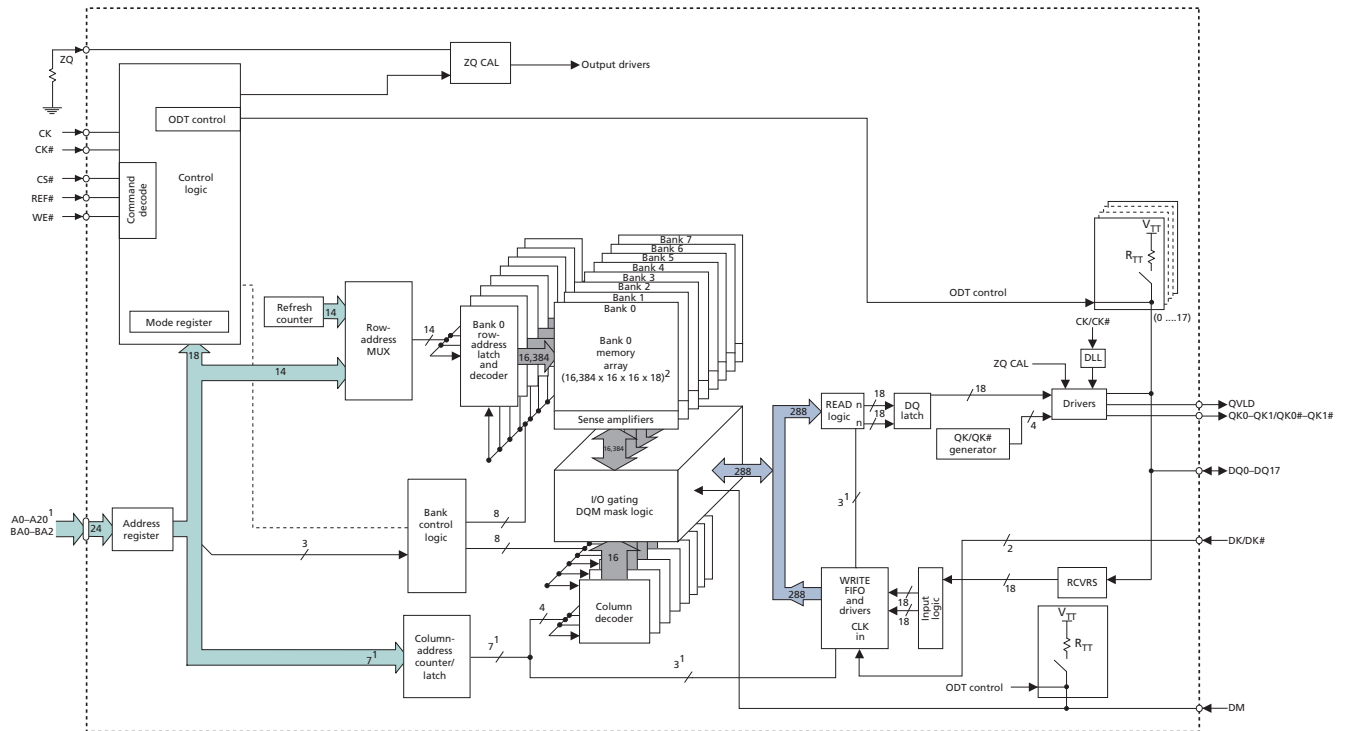 ZQ
ZQ CAL
Output drivers
ODT control
CK
CK#
Control
logic
CS#
REF#
WE#
Command
decode
VTT
RTT
Bank 7
Bank 6
Bank 5
Bank 4
Bank 3
Bank 2
Bank 1
Bank 0
ODT control
(0 ....17)
Refresh
counter
14
Row-
address
MUX
14
Bank 0
row-
address
latch
and
decoder
16,384
Bank 0
memory
array
(16,384 x 16 x 16 x 18)2
Mode register
18
14
CK/CK#
DLL
ZQ CAL
Sense amplifiers
16,384
288
READ
logic
n
n
18
18
DQ
latch
18
Drivers
4
QK/QK#
generator
QVLD
QK0–QK1/QK0#–QK1#
288
DQ0–DQ17
I/O gating
DQM mask logic
31
A0–A201
BA0–BA2
24
Address
register
Bank
control
logic
8
8
3
2
DK/DK#
16
288
WRITE
FIFO
and
drivers
CLK
in
18
18
Input
logic
18
RCVRS
4
Column
decoder
VTT
RTT
71
Column-
address
counter/
latch
71
31
ODT control
DM